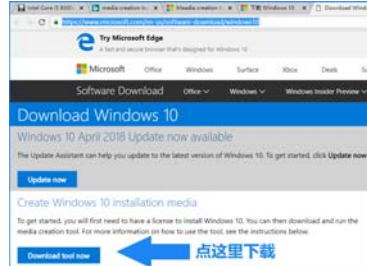 Intel Core i5 8001
media creation t
Meadia creation t
下载 Windows 10
Download Wind
https://www.microsoft.com/en-us/software-download/windows10
Try Microsoft Edge
A fast and secure browser that's designed for Windows 10
Microsoft Office Windows Surface Xbox Deals
Software Download Office Windows Windows Insider Preview
Download Windows 10
Windows 10 April 2018 Update now available
The Update Assistant can help you update to the latest version of Windows 10. To get started, click Update now
Update now
Create Windows 10 installation media
To get started, you will first need to have a license to install Windows 10. You can then download and run the
media creation tool. For more information on how to use the tool, see the instructions below.
Download tool now
点这里下载